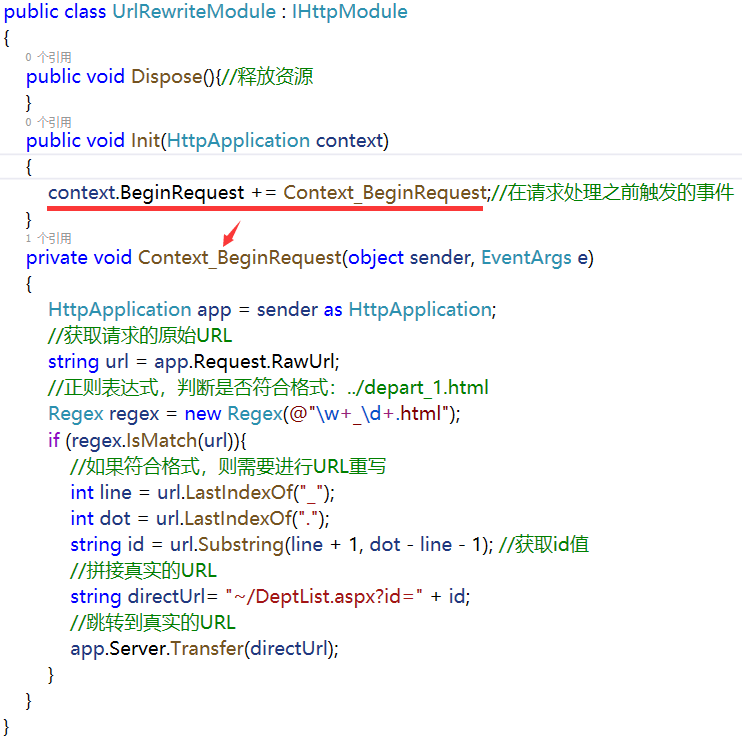 public class UrlRewriteModule : IHttpModule
{
0 个引用
public void Dispose(){//释放资源
}
0 个引用
public void Init(HttpApplication context)
{
context.BeginRequest += Context_BeginRequest;//在请求处理之前触发的事件
}
1 个引用
private void Context_BeginRequest(object sender, EventArgs e)
{
HttpApplication app = sender as HttpApplication;
//获取请求的原始URL
string url = app.Request.RawUrl;
//正则表达式，判断是否符合格式：../depart_1.html
Regex regex = new Regex(@"\w+_\d+.html");
if (regex.IsMatch(url)){
//如果符合格式，则需要进行URL重写
int line = url.LastIndexOf("_");
int dot = url.LastIndexOf(".");
string id = url.Substring(line + 1, dot - line - 1); //获取id值
//拼接真实的URL
string directUrl= "~/DeptList.aspx?id=" + id;
//跳转到真实的URL
app.Server.Transfer(directUrl);
}
}
}